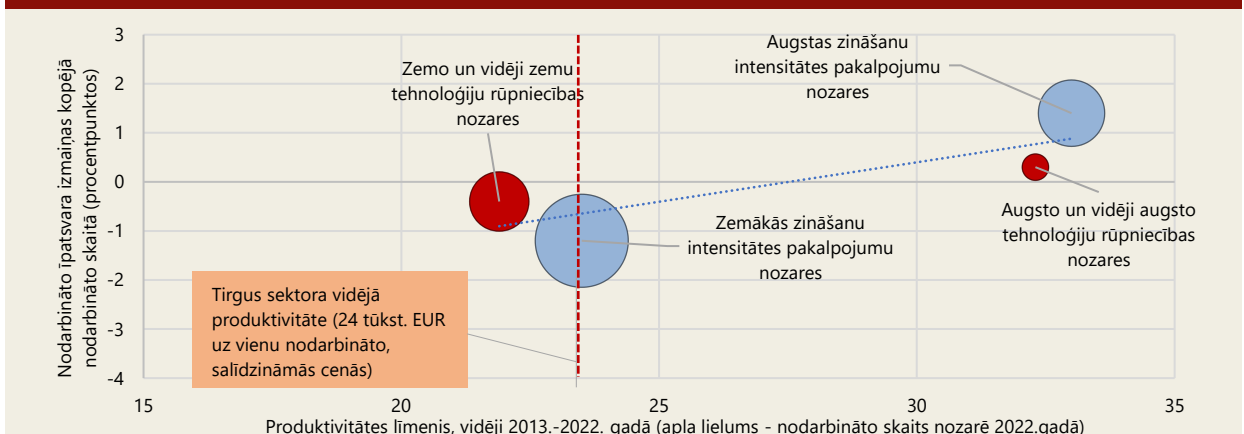 Nodarbināto īpatsvara izmaiņas kopējā
nodarbināto skaitā (procentpunktos)
3
2
1
0
-1
-2
-3
-4
Zemo un vidēji zemu
tehnoloģiju rūpniecības
nozares
Augstas zināšanu
intensitātes pakalpojumu
nozares
Zemākās zināšanu
intensitātes pakalpojumu
nozares
Augsto un vidēji augsto
tehnoloģiju rūpniecības
nozares
Tirgus sektora vidējā
produktivitāte (24 tūkst. EUR
uz vienu nodarbināto,
salīdzināmās cenās)
15
20
25
30
35
Produktivitātes līmenis, vidēji 2013.-2022. gadā (apļa lielums - nodarbināto skaits nozarē 2022.gadā)